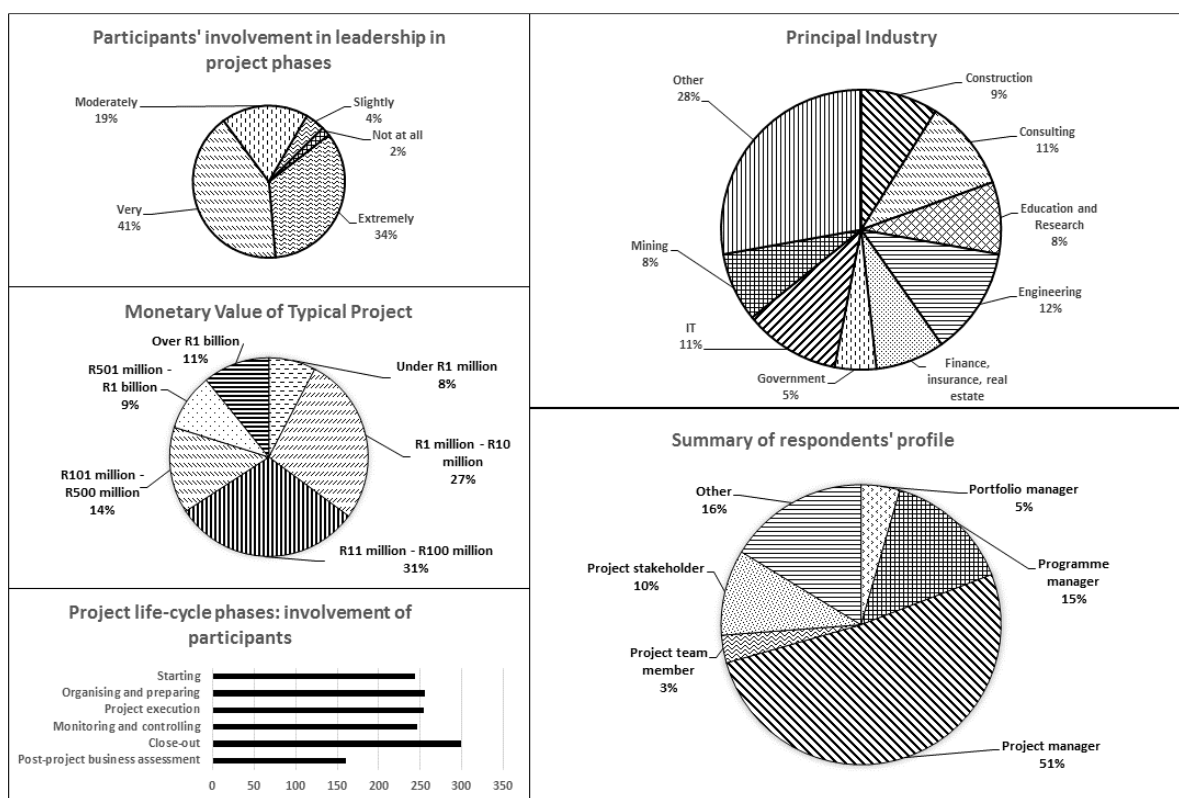 Participants' involvement in leadership in
project phases
Moderately
19%
Slightly
4%
Not at all
2%
Very
41%
Extremely
34%
Monetary Value of Typical Project
Over R1 billion
11%
Under R1 million
8%
R501 million -
R1 billion
9%
R1 million - R10
million
27%
R101 million -
R500 million
14%
R11 million - R100 million
31%
Project life-cycle phases: involvement of
participants
Starting
Organising and preparing
Project execution
Monitoring and controlling
Close-out
Post-project business assessment
0 50 100 150 200 250 300 350
Principal Industry
Other
28%
Construction
9%
Consulting
11%
Education and
Research
8%
Mining
8%
Engineering
12%
IT
11%
Government
5%
Finance,
insurance, real
estate
Summary of respondents' profile
Other
16%
Portfolio manager
5%
Programme
manager
15%
Project stakeholder
10%
Project team
member
3%
Project manager
51%